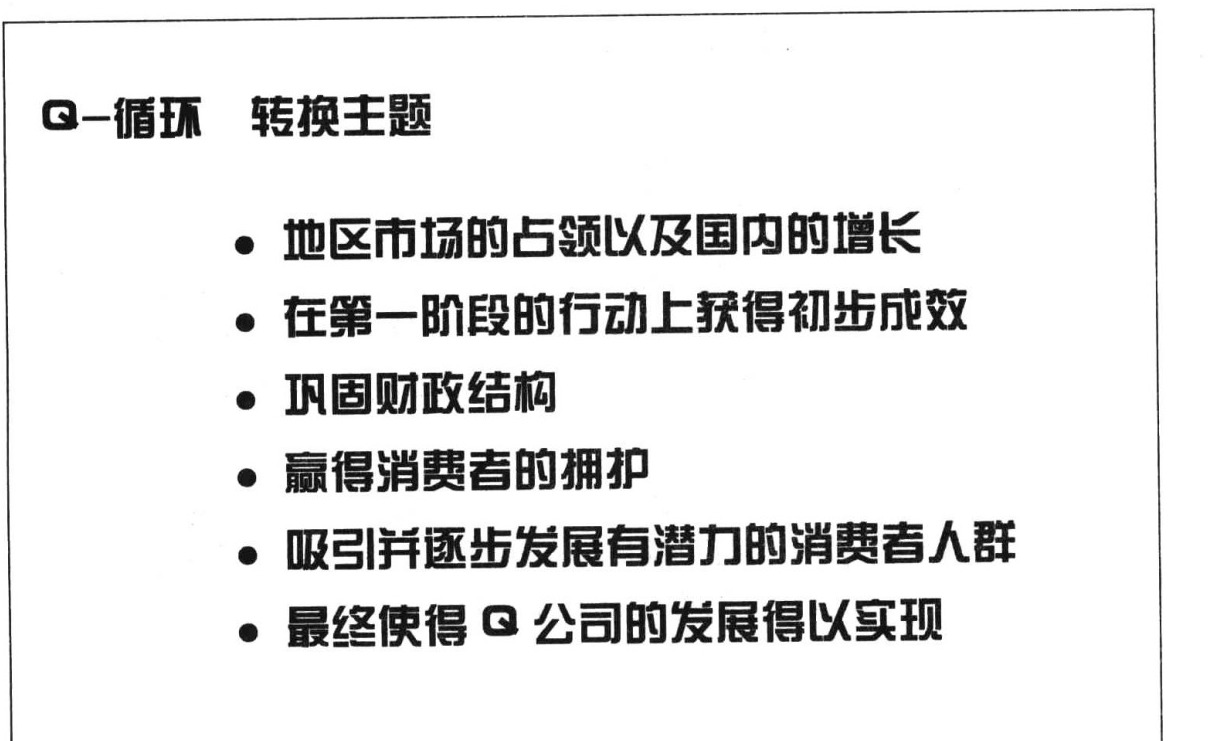 Q-循环 转换主题
• 地区市场的占领以及国内的增长
• 在第一阶段的行动上获得初步成效
• 巩固财政结构
• 赢得消费者的拥护
• 吸引并逐步发展有潜力的消费者人群
• 最终使得 Q 公司的发展得以实现